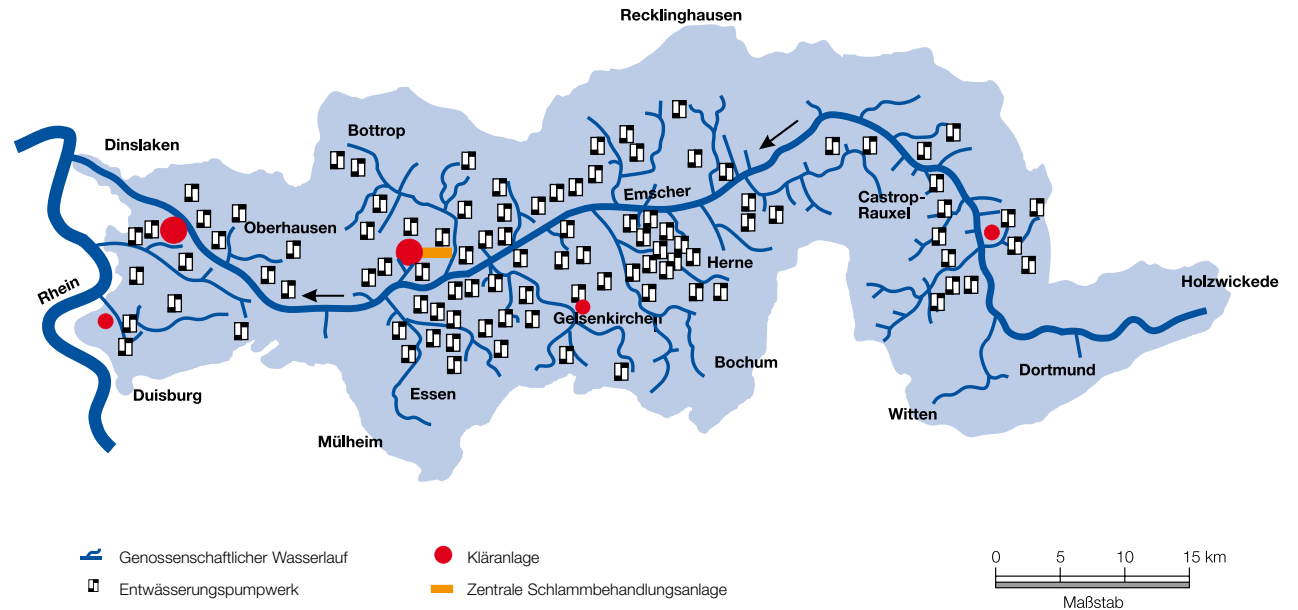 Recklinghausen
Bottrop
Dinslaken
Emscher
Castrop-
Rauxel
Oberhausen
Herne
Rhein
Holzwickede
Gelsenkirchen
Bochum
Dortmund
Duisburg
Essen
Witten
Mülheim
Genossenschaftlicher Wasserlauf
Kläranlage
0 5 10 15 km
Entwässerungspumpwerk
Zentrale Schlammbehandlungsanlage
Maßstab